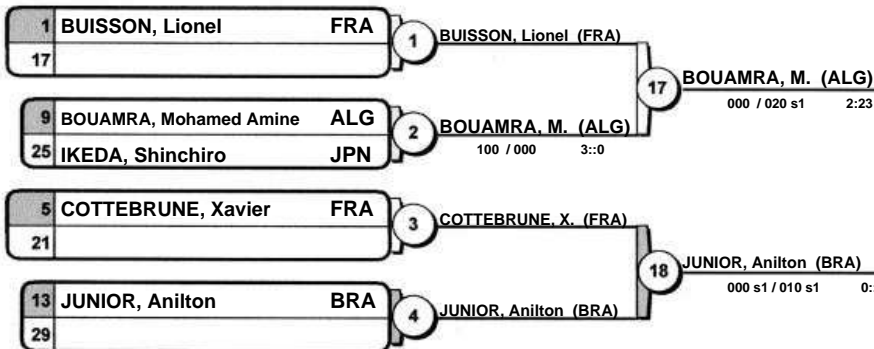 1 BUISSON, Lionel FRA
17
1 BUISSON, Lionel (FRA)
9 BOUAMRA, Mohamed Amine ALG
25 IKEDA, Shinchiro JPN
2 BOUAMRA, M. (ALG)
100 / 000 3::0
17 BOUAMRA, M. (ALG)
000 / 020 s1 2:23
5 COTTEBRUNE, Xavier FRA
21
3 COTTEBRUNE, X. (FRA)
13 JUNIOR, Anilton BRA
29
4 JUNIOR, Anilton (BRA)
18 JUNIOR, Anilton (BRA)
000 s1 / 010 s1